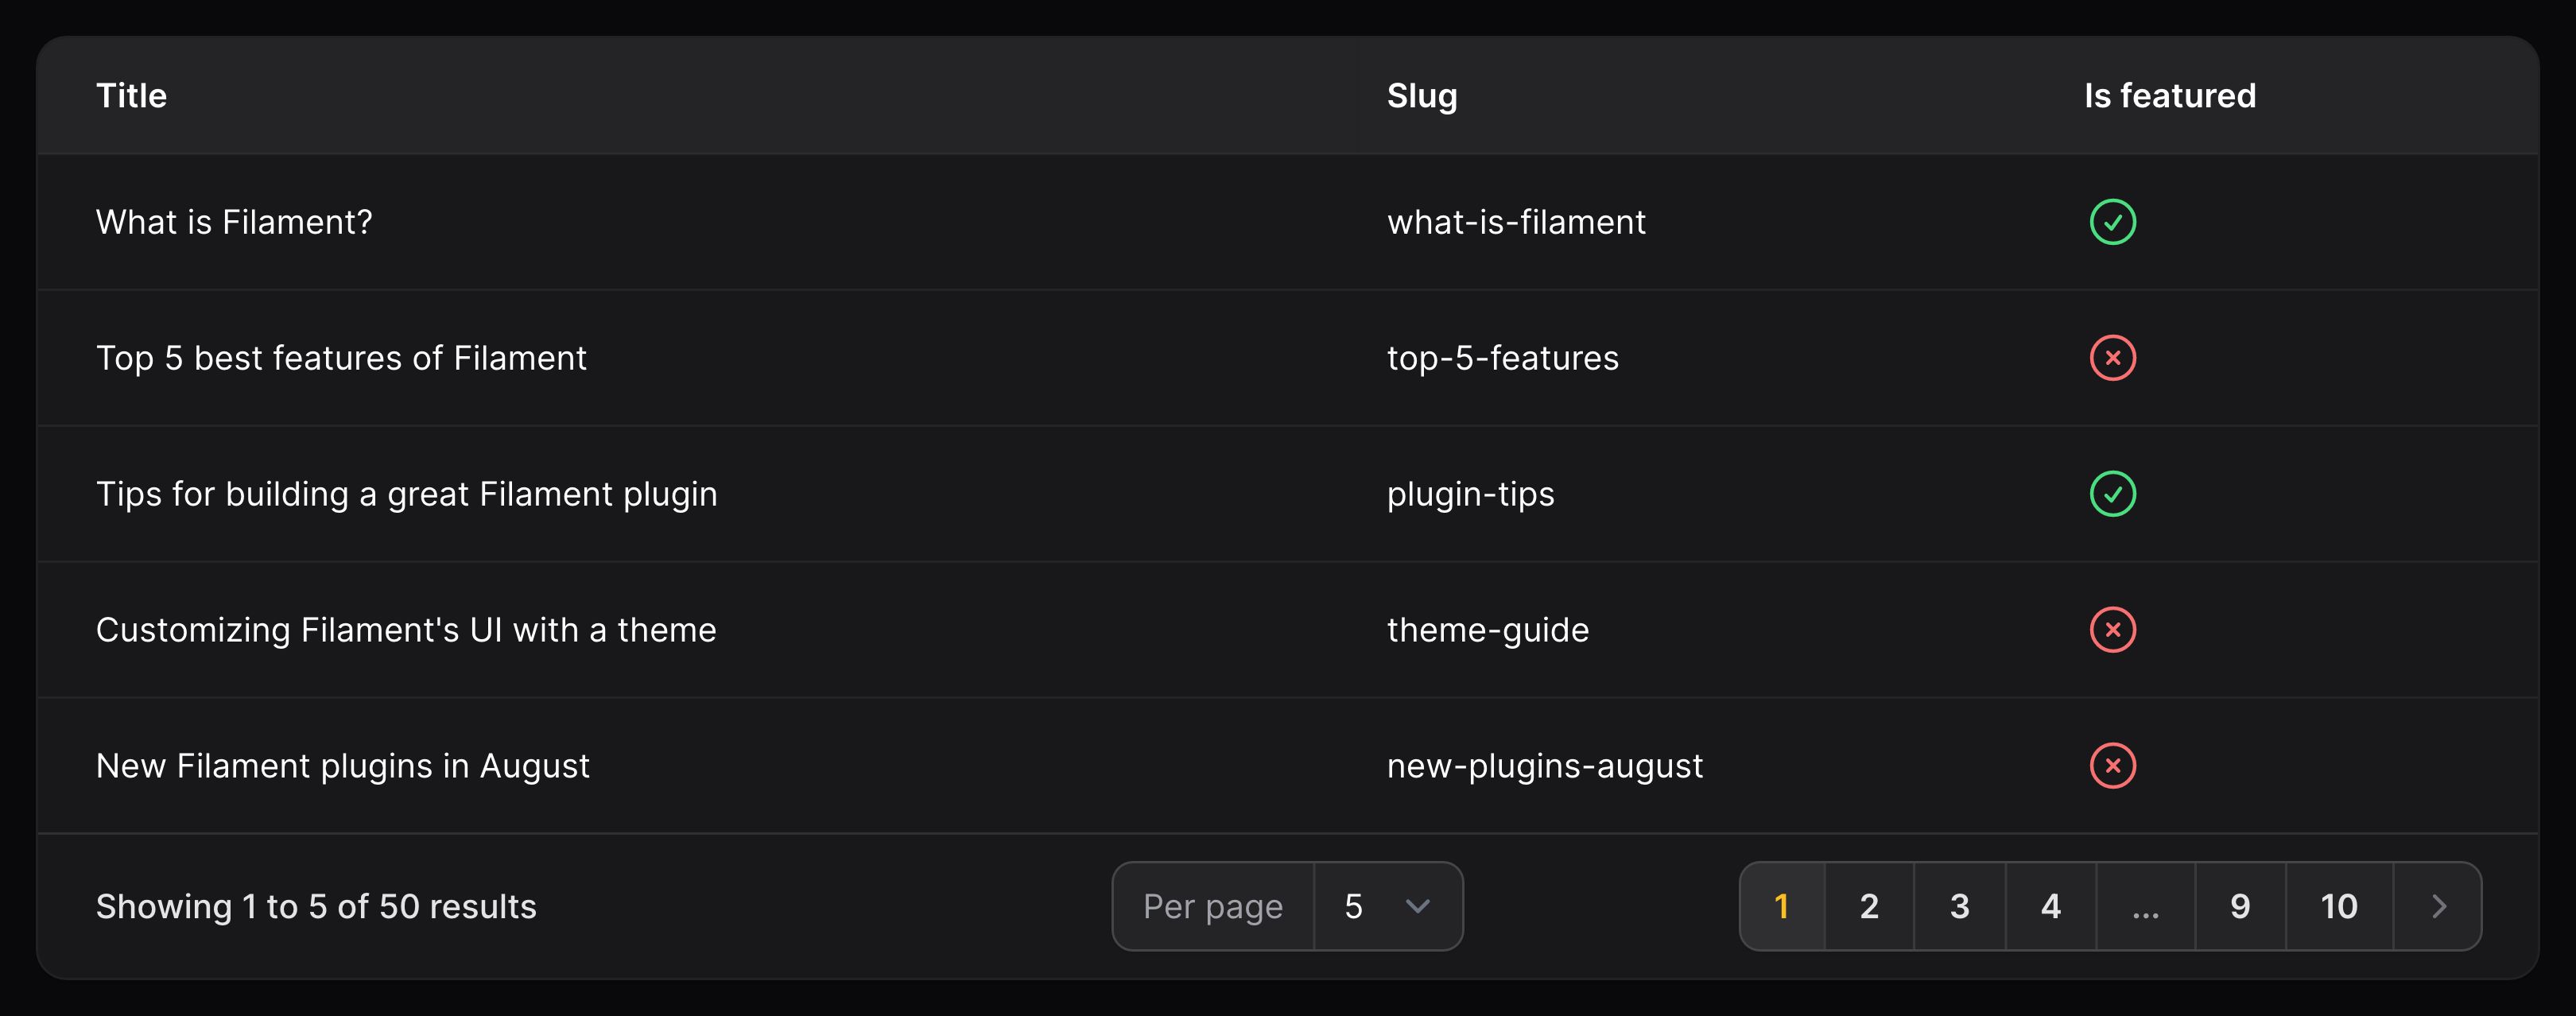 Title Slug Is featured
What is Filament? what-is-filament
Top 5 best features of Filament top-5-features
Tips for building a great Filament plugin plugin-tips
Customizing Filament's UI with a theme theme-guide
New Filament plugins in August new-plugins-august
Showing 1 to 5 of 50 results Per page 5 1 2 3 4 ... 9 10